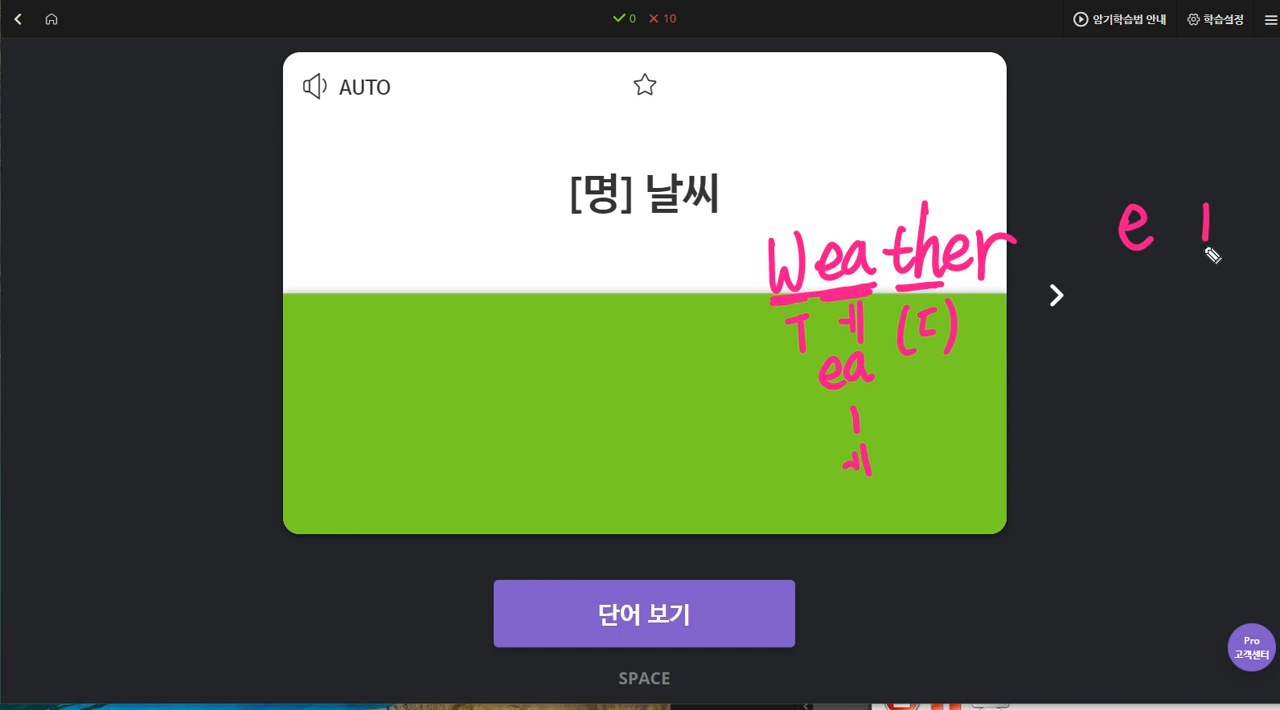 0 10 암기학습법 안내 학습설정
AUTO
[명] 날씨
Weather e l
ㅜ ㅔ (ㄷ)
ea
ㅣ
ㅔ
단어 보기
SPACE
Pro
고객센터